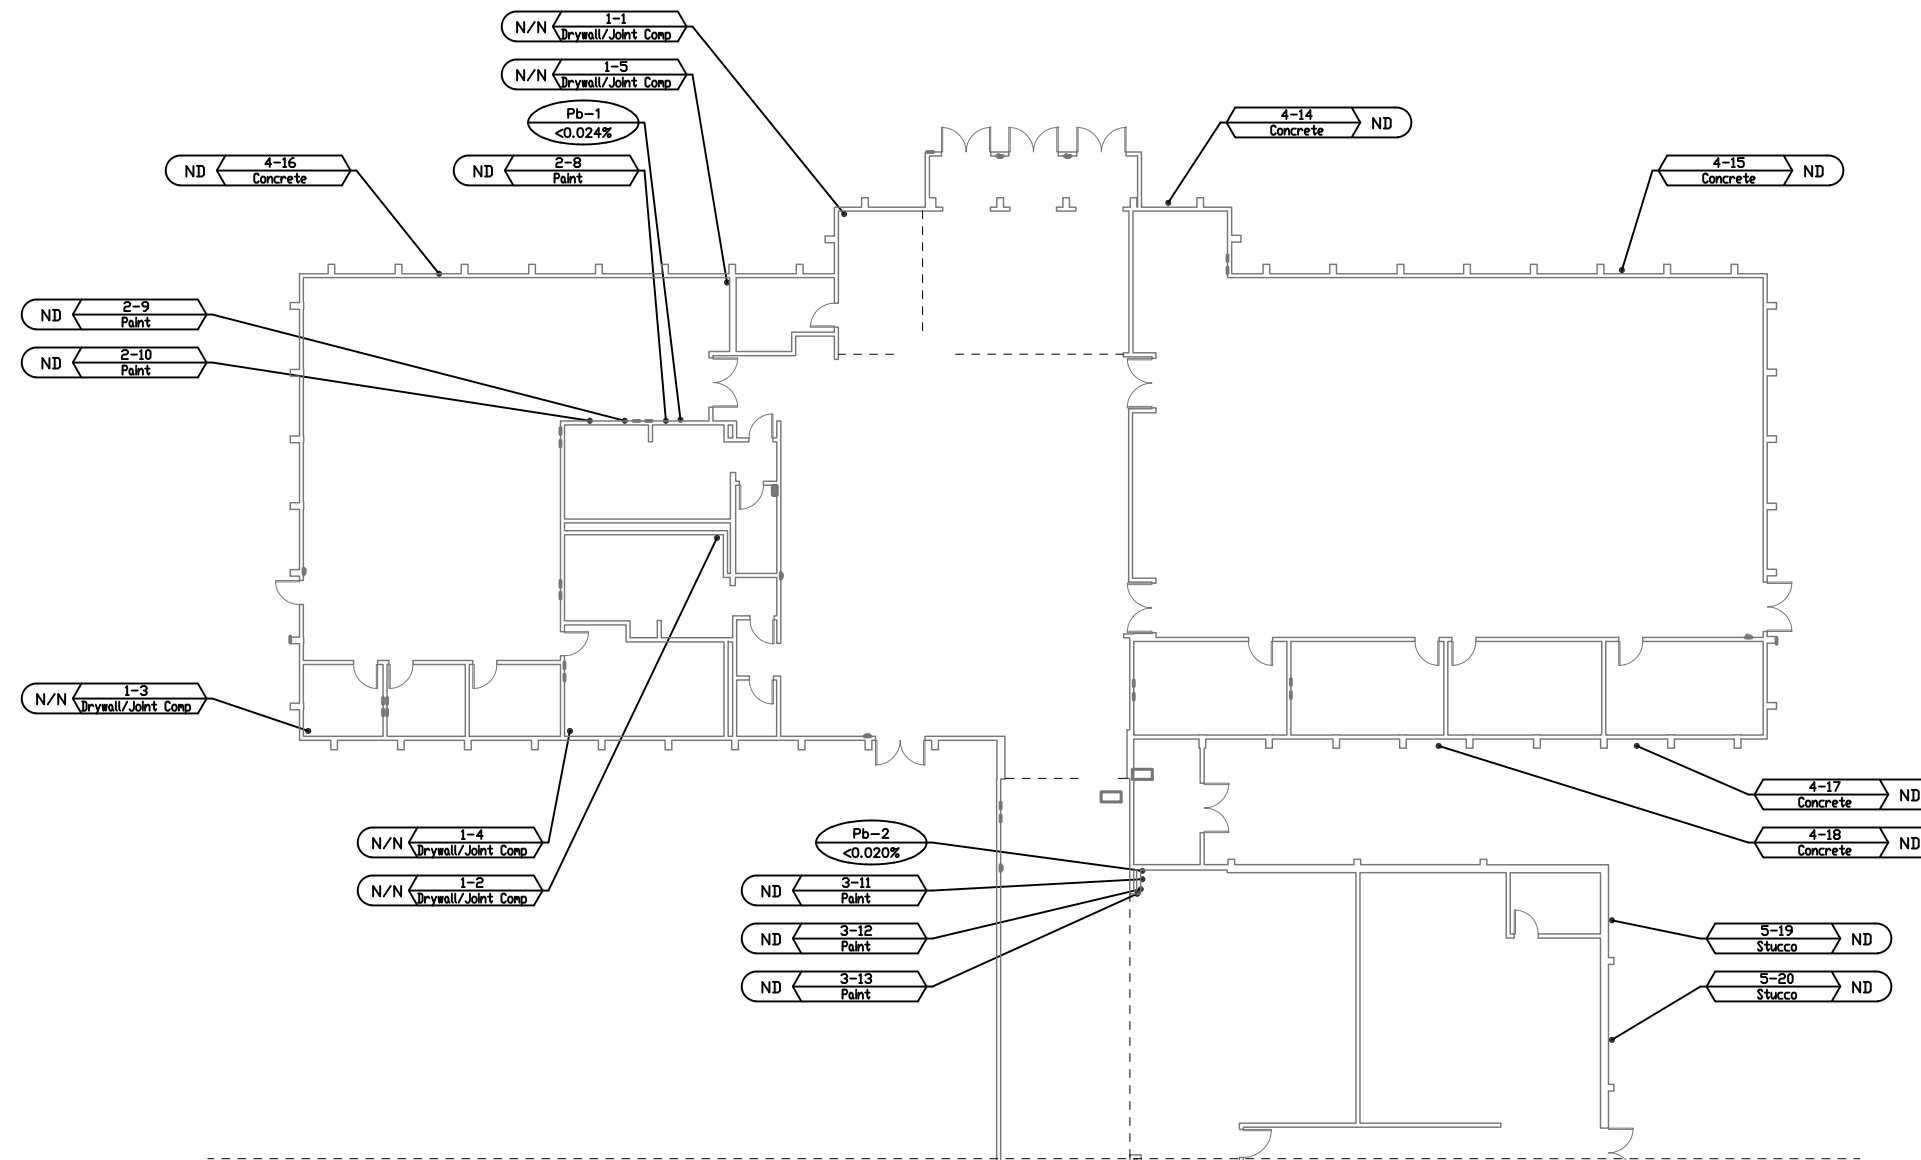 N/N 1-1
Drywall/Joint Comp
N/N 1-5
Drywall/Joint Comp
Pb-1
<0.024%
4-14
Concrete ND
ND 4-16
Concrete
ND 2-8
Paint
4-15
Concrete ND
ND 2-9
Paint
ND 2-10
Paint
N/N 1-3
Drywall/Joint Comp
4-17
Concrete ND
N/N 1-4
Drywall/Joint Comp
Pb-2
<0.020%
4-18
Concrete ND
N/N 1-2
Drywall/Joint Comp
ND 3-11
Paint
ND 3-12
Paint
5-19
Stucco ND
ND 3-13
Paint
5-20
Stucco ND